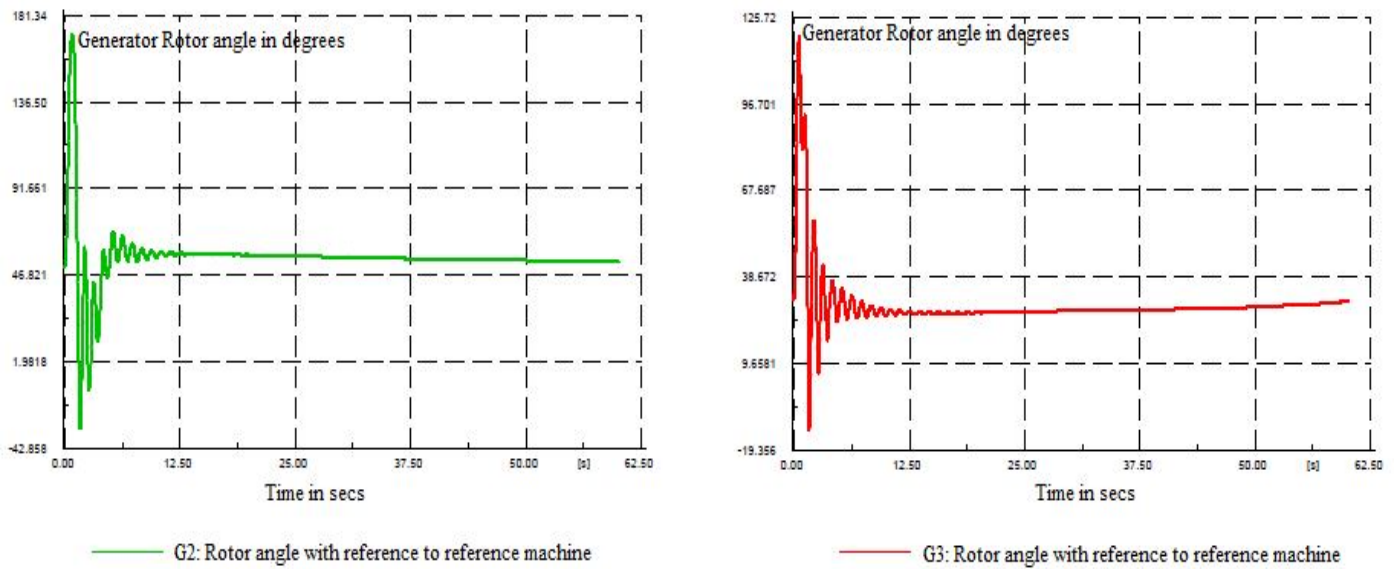 181.34
Generator Rotor angle in degrees
136.50
91.661
46.821
1.9818
-42.858
0.00 12.50 25.00 37.50 50.00 [s] 62.50
Time in secs
G2: Rotor angle with reference to reference machine
125.72
Generator Rotor angle in degrees
96.701
67.687
38.672
9.6581
-19.356
0.00 12.50 25.00 37.50 50.00 [s] 62.50
Time in secs
G3: Rotor angle with reference to reference machine